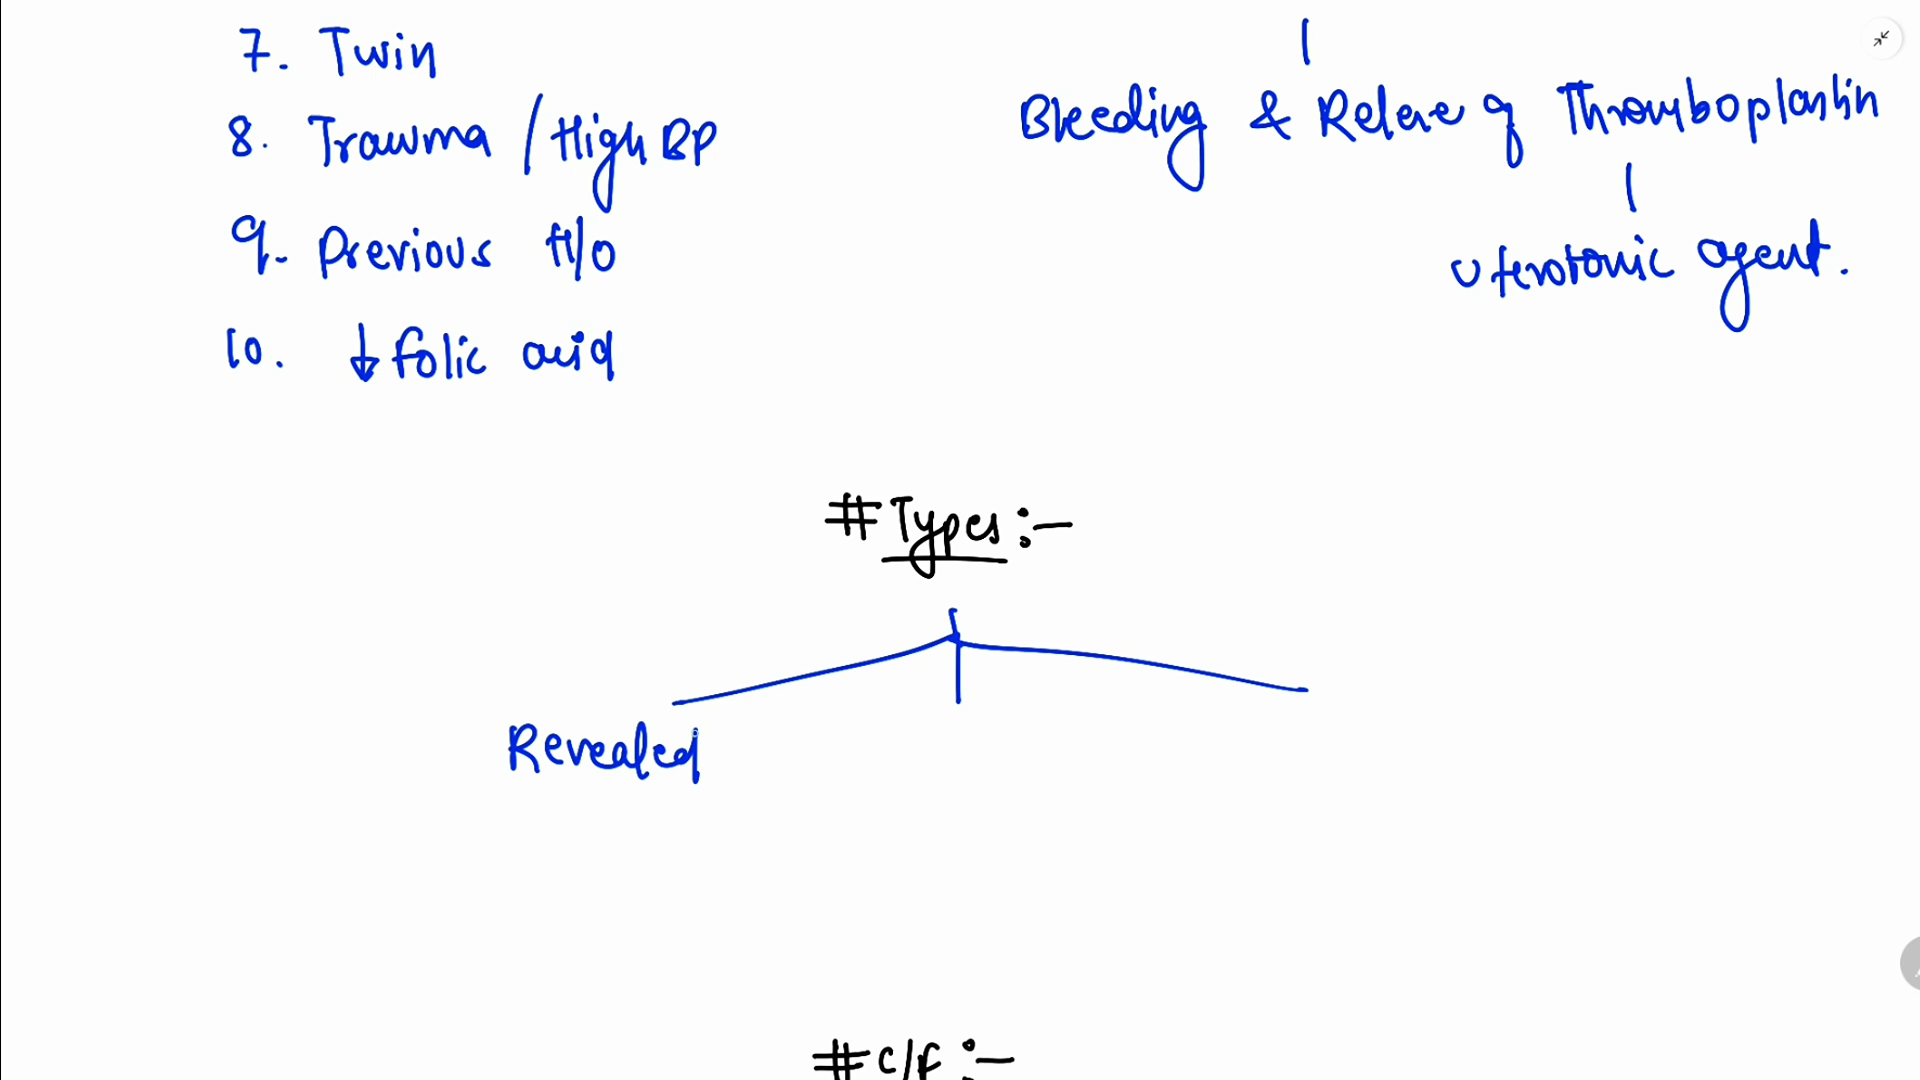 7. Twin
8. Trauma / High BP
9. Previous H/O
10. ↓ folic acid
Bleeding & Release of Thromboplastin
uterotonic agent.
# Types :-
Revealed
# C/F :-